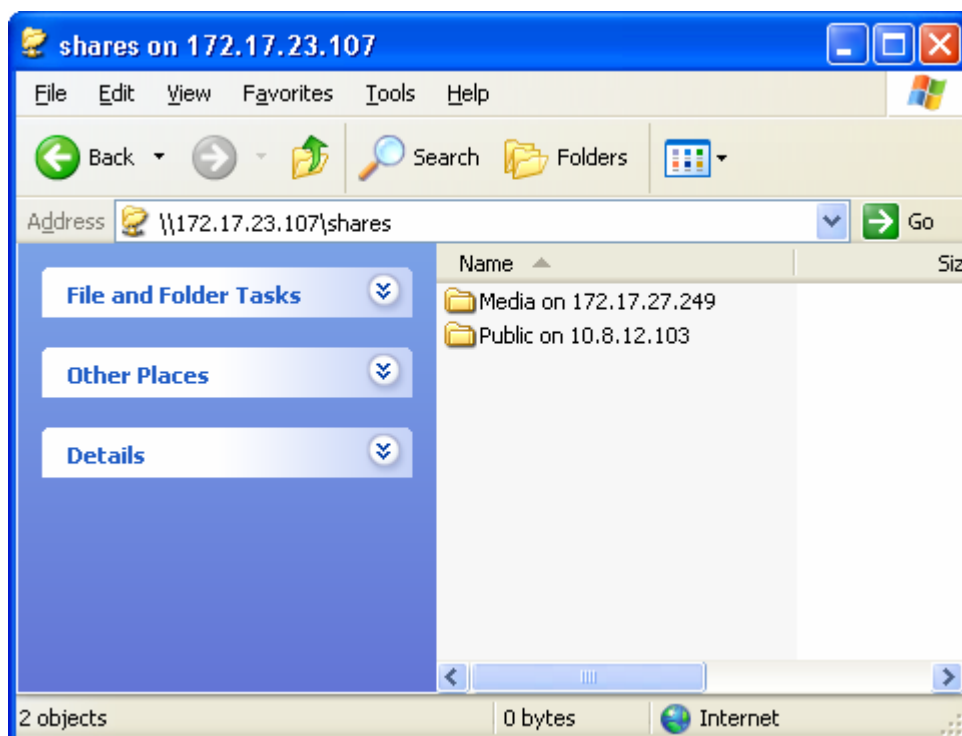 shares on 172.17.23.107
File Edit View Favorites Tools Help
Back Search Folders
Address \\172.17.23.107\shares Go
Name Siz
File and Folder Tasks
Other Places
Details
Media on 172.17.27.249
Public on 10.8.12.103
2 objects 0 bytes Internet